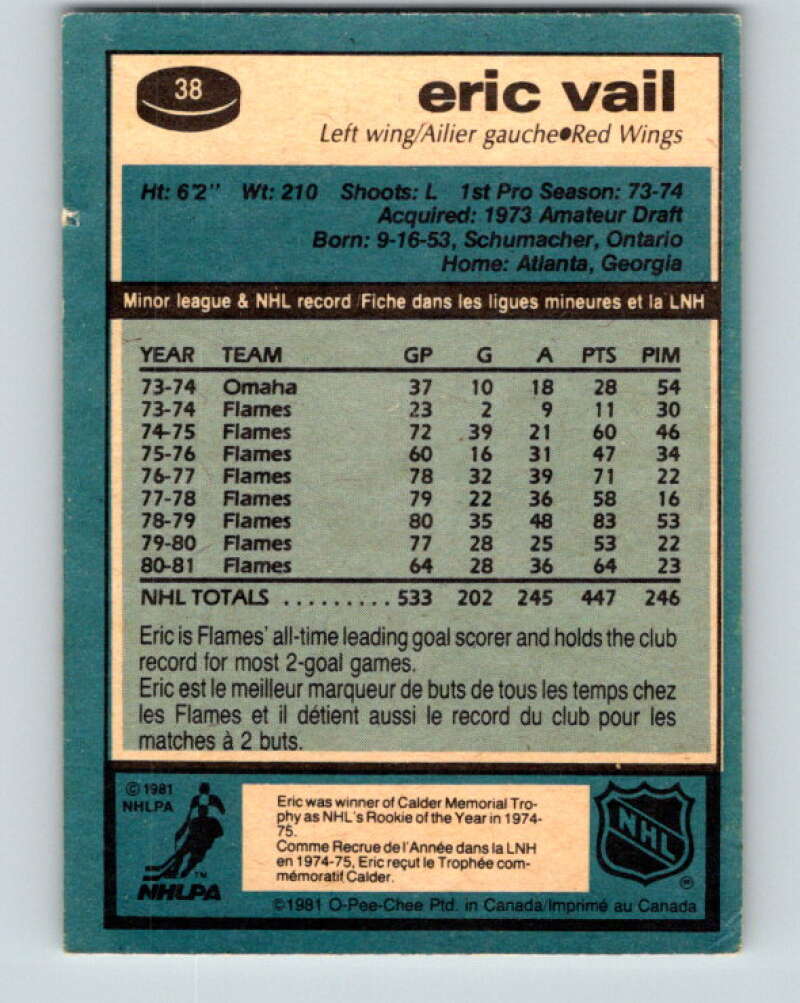 38
eric vail
Left wing/Ailier gauche●Red Wings
Ht: 6'2" Wt: 210 Shoots: L 1st Pro Season: 73-74
Acquired: 1973 Amateur Draft
Born: 9-16-53, Schumacher, Ontario
Home: Atlanta, Georgia
Minor league & NHL record/Fiche dans les ligues mineures et la LNH
YEAR TEAM GP G A PTS PIM
73-74 Omaha 37 10 18 28 54
73-74 Flames 23 2 9 11 30
74-75 Flames 72 39 21 60 46
75-76 Flames 60 16 31 47 34
76-77 Flames 78 32 39 71 22
77-78 Flames 79 22 36 58 16
78-79 Flames 80 35 48 83 53
79-80 Flames 77 28 25 53 22
80-81 Flames 64 28 36 64 23
NHL TOTALS ......... 533 202 245 447 246
Eric is Flames' all-time leading goal scorer and holds the club
record for most 2-goal games.
Eric est le meilleur marqueur de buts de tous les temps chez
les Flames et il détient aussi le record du club pour les
matches à 2 buts.
© 1981
NHLPA
™
NHLPA
Eric was winner of Calder Memorial Tro-
phy as NHL's Rookie of the Year in 1974-
75.
Comme Recrue de l'Année dans la LNH
en 1974-75, Eric reçut le Trophée com-
mémoratif Calder.
NHL
®
©1981 O-Pee-Chee Ptd. in Canada/Imprimé au Canada